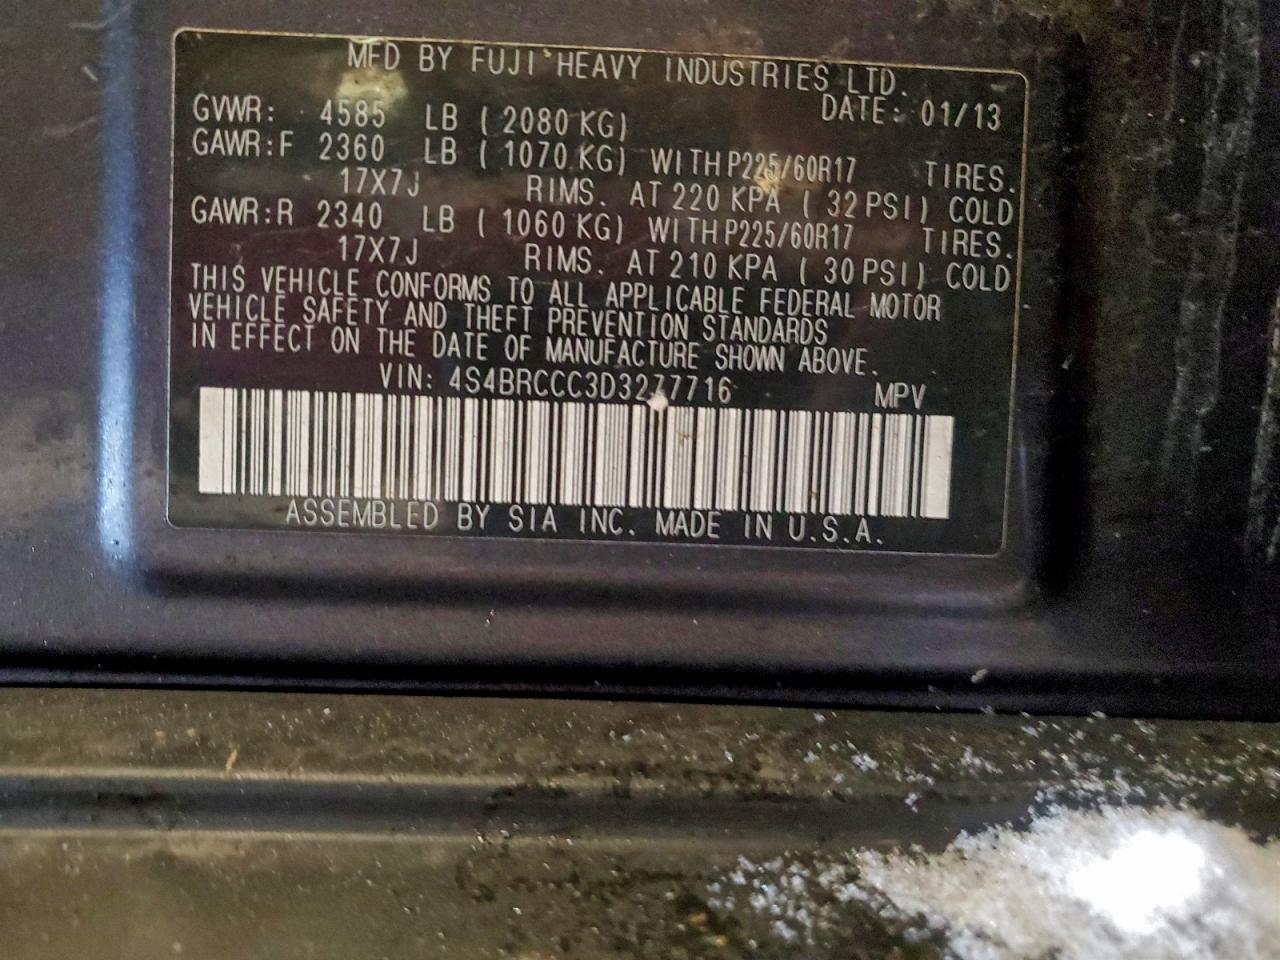 MFD BY FUJI HEAVY INDUSTRIES LTD.
DATE: 01/13
GVWR: 4585 LB ( 2080 KG)
GAWR:F 2360 LB ( 1070 KG) WITH P225/60R17 TIRES.
17X7J RIMS. AT 220 KPA ( 32 PSI) COLD
GAWR:R 2340 LB ( 1060 KG) WITH P225/60R17 TIRES.
17X7J RIMS. AT 210 KPA ( 30 PSI) COLD
THIS VEHICLE CONFORMS TO ALL APPLICABLE FEDERAL MOTOR
VEHICLE SAFETY AND THEFT PREVENTION STANDARDS
IN EFFECT ON THE DATE OF MANUFACTURE SHOWN ABOVE.
VIN: 4S4BRCCC3D3277716 MPV
ASSEMBLED BY SIA INC. MADE IN U.S.A.